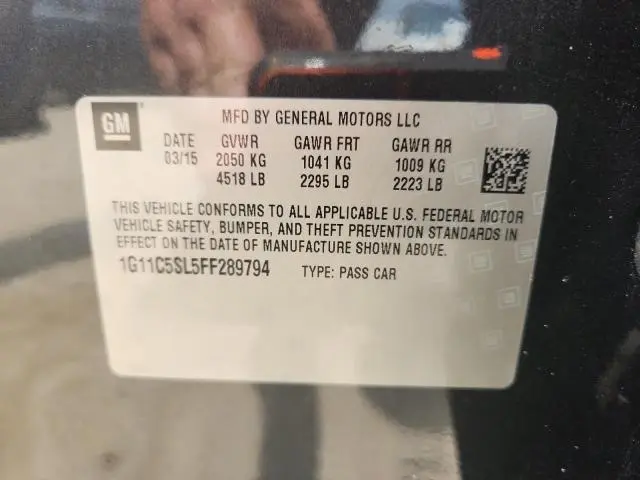 GM
MFD BY GENERAL MOTORS LLC
DATE GVWR GAWR FRT GAWR RR
03/15 2050 KG 1041 KG 1009 KG
4518 LB 2295 LB 2223 LB
THIS VEHICLE CONFORMS TO ALL APPLICABLE U.S. FEDERAL MOTOR
VEHICLE SAFETY, BUMPER, AND THEFT PREVENTION STANDARDS IN
EFFECT ON THE DATE OF MANUFACTURE SHOWN ABOVE.
1G11C5SL5FF289794 TYPE: PASS CAR